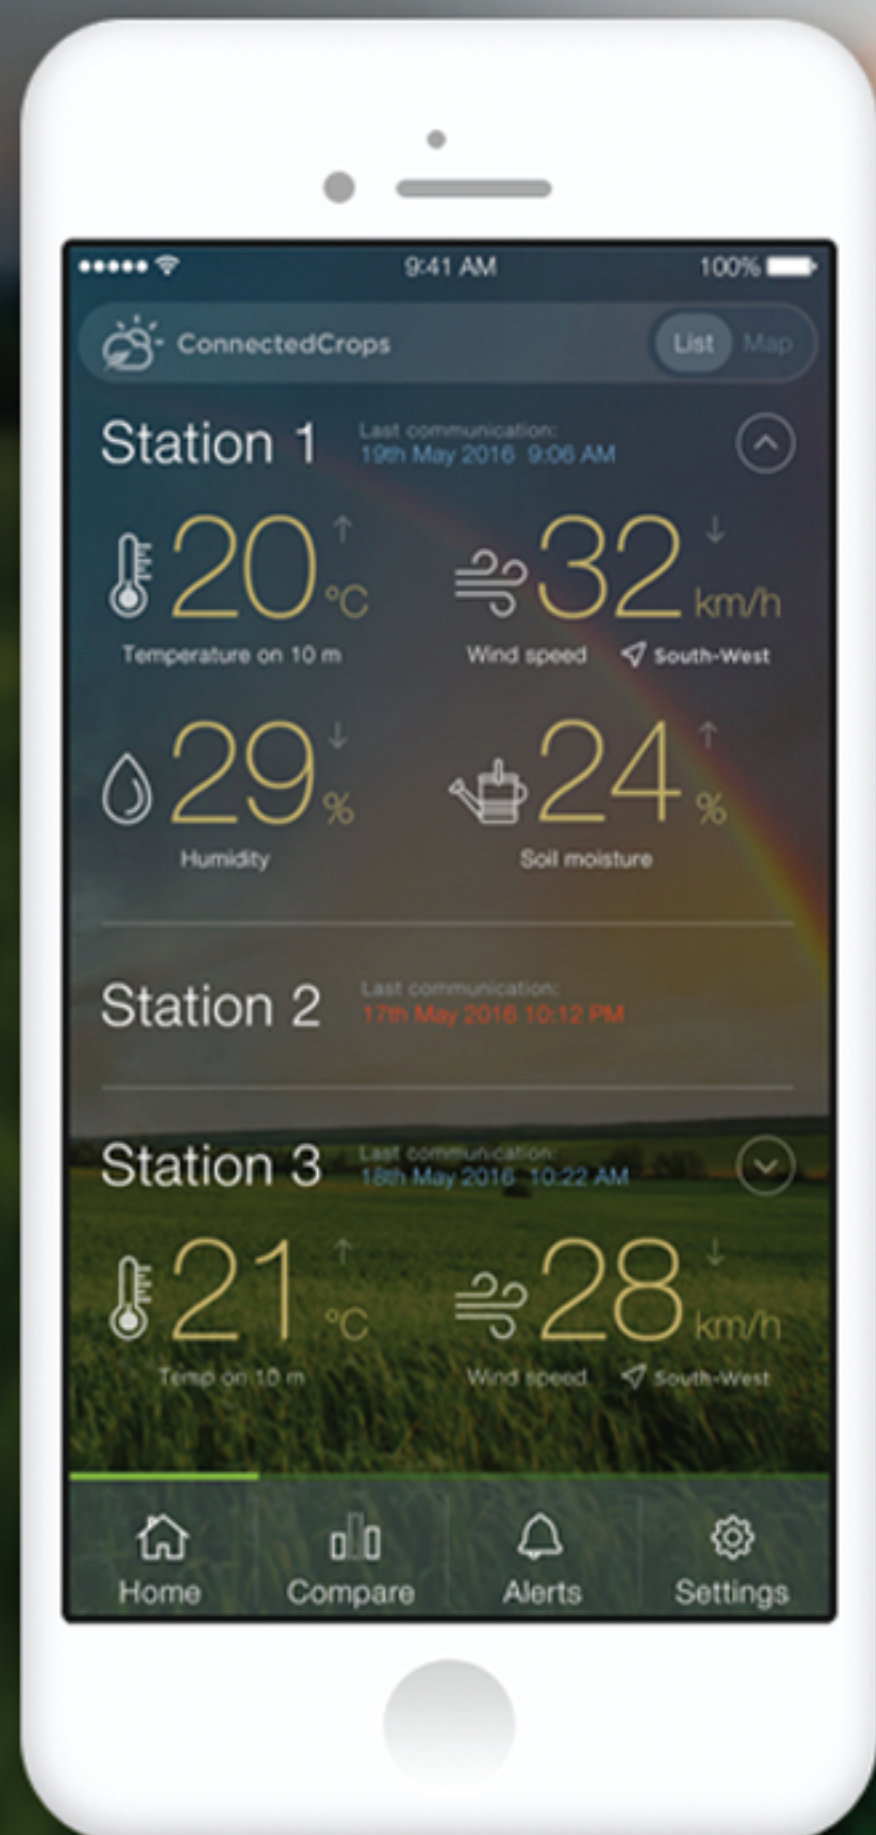 9:41 AM 100%
ConnectedCrops List Map
Station 1
Last communication:
19th May 2016 9:06 AM
20 °C 32 km/h
Temperature on 10 m Wind speed South-West
29 % 24 %
Humidity Soil moisture
Station 2
Last communication:
17th May 2016 10:12 PM
Station 3
Last communication:
18th May 2016 10:22 AM
21 °C 28 km/h
Temp on 10 m Wind speed South-West
Home Compare Alerts Settings